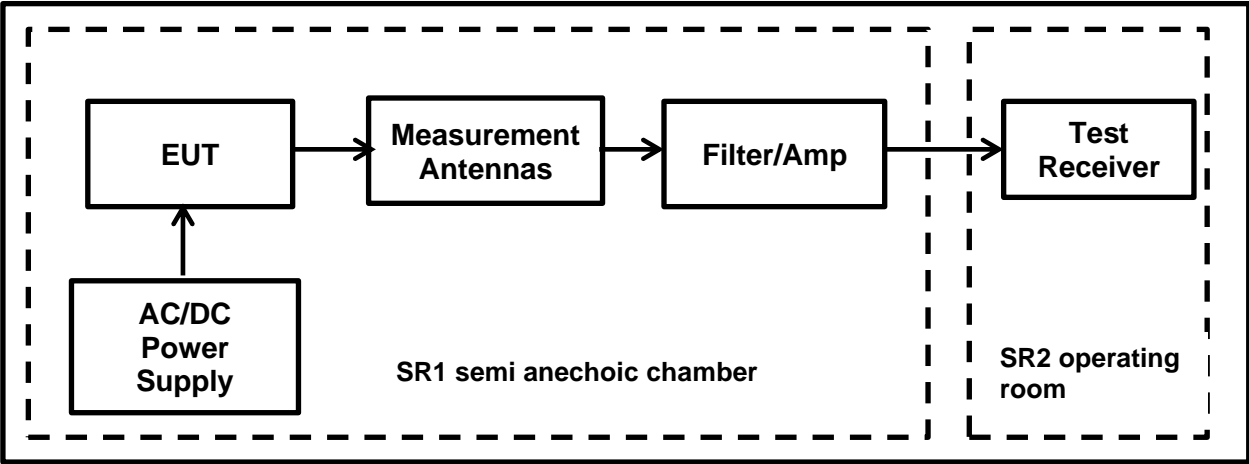 EUT
Measurement
Antennas
Filter/Amp
Test
Receiver
AC/DC
Power
Supply
SR1 semi anechoic chamber
SR2 operating
room